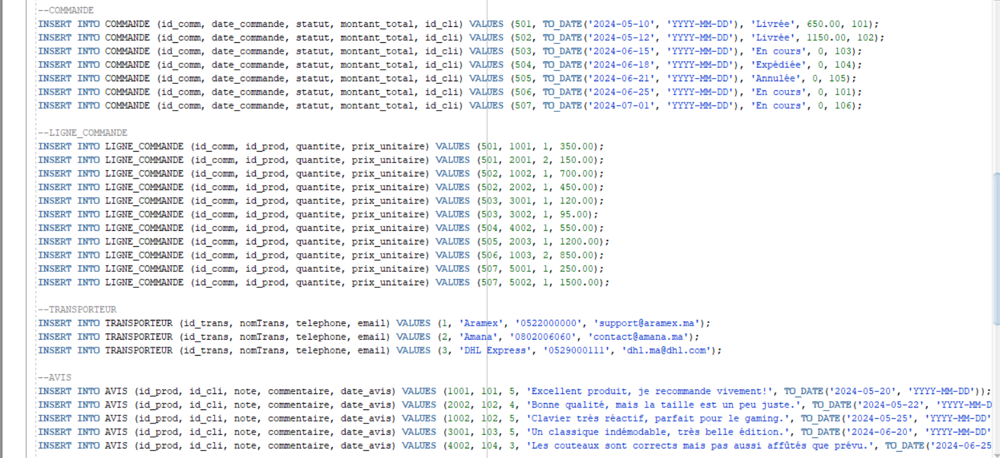 --COMMANDE
INSERT INTO COMMANDE (id_comm, date_commande, statut, montant_total, id_cli) VALUES (501, TO_DATE('2024-05-10', 'YYYY-MM-DD'), 'Livrée', 650.00, 101);
INSERT INTO COMMANDE (id_comm, date_commande, statut, montant_total, id_cli) VALUES (502, TO_DATE('2024-05-12', 'YYYY-MM-DD'), 'Livrée', 1150.00, 102);
INSERT INTO COMMANDE (id_comm, date_commande, statut, montant_total, id_cli) VALUES (503, TO_DATE('2024-06-15', 'YYYY-MM-DD'), 'En cours', 0, 103);
INSERT INTO COMMANDE (id_comm, date_commande, statut, montant_total, id_cli) VALUES (504, TO_DATE('2024-06-18', 'YYYY-MM-DD'), 'Expédiée', 0, 104);
INSERT INTO COMMANDE (id_comm, date_commande, statut, montant_total, id_cli) VALUES (505, TO_DATE('2024-06-21', 'YYYY-MM-DD'), 'Annulée', 0, 105);
INSERT INTO COMMANDE (id_comm, date_commande, statut, montant_total, id_cli) VALUES (506, TO_DATE('2024-06-25', 'YYYY-MM-DD'), 'En cours', 0, 101);
INSERT INTO COMMANDE (id_comm, date_commande, statut, montant_total, id_cli) VALUES (507, TO_DATE('2024-07-01', 'YYYY-MM-DD'), 'En cours', 0, 106);
--LIGNE_COMMANDE
INSERT INTO LIGNE_COMMANDE (id_comm, id_prod, quantite, prix_unitaire) VALUES (501, 1001, 1, 350.00);
INSERT INTO LIGNE_COMMANDE (id_comm, id_prod, quantite, prix_unitaire) VALUES (501, 2001, 2, 150.00);
INSERT INTO LIGNE_COMMANDE (id_comm, id_prod, quantite, prix_unitaire) VALUES (502, 1002, 1, 700.00);
INSERT INTO LIGNE_COMMANDE (id_comm, id_prod, quantite, prix_unitaire) VALUES (502, 2002, 1, 450.00);
INSERT INTO LIGNE_COMMANDE (id_comm, id_prod, quantite, prix_unitaire) VALUES (503, 3001, 1, 120.00);
INSERT INTO LIGNE_COMMANDE (id_comm, id_prod, quantite, prix_unitaire) VALUES (503, 3002, 1, 95.00);
INSERT INTO LIGNE_COMMANDE (id_comm, id_prod, quantite, prix_unitaire) VALUES (504, 4002, 1, 550.00);
INSERT INTO LIGNE_COMMANDE (id_comm, id_prod, quantite, prix_unitaire) VALUES (505, 2003, 1, 1200.00);
INSERT INTO LIGNE_COMMANDE (id_comm, id_prod, quantite, prix_unitaire) VALUES (506, 1003, 2, 850.00);
INSERT INTO LIGNE_COMMANDE (id_comm, id_prod, quantite, prix_unitaire) VALUES (507, 5001, 1, 250.00);
INSERT INTO LIGNE_COMMANDE (id_comm, id_prod, quantite, prix_unitaire) VALUES (507, 5002, 1, 1500.00);
--TRANSPORTEUR
INSERT INTO TRANSPORTEUR (id_trans, nomTrans, telephone, email) VALUES (1, 'Aramex', '0522000000', 'support@aramex.ma');
INSERT INTO TRANSPORTEUR (id_trans, nomTrans, telephone, email) VALUES (2, 'Amana', '0802006060', 'contact@amana.ma');
INSERT INTO TRANSPORTEUR (id_trans, nomTrans, telephone, email) VALUES (3, 'DHL Express', '0529000111', 'dhl.ma@dhl.com');
--AVIS
INSERT INTO AVIS (id_prod, id_cli, note, commentaire, date_avis) VALUES (1001, 101, 5, 'Excellent produit, je recommande vivement!', TO_DATE('2024-05-20', 'YYYY-MM-DD'));
INSERT INTO AVIS (id_prod, id_cli, note, commentaire, date_avis) VALUES (2002, 102, 4, 'Bonne qualité, mais la taille est un peu juste.', TO_DATE('2024-05-22', 'YYYY-MM-D
INSERT INTO AVIS (id_prod, id_cli, note, commentaire, date_avis) VALUES (1002, 102, 5, 'Clavier très réactif, parfait pour le gaming.', TO_DATE('2024-05-25', 'YYYY-MM-DD'
INSERT INTO AVIS (id_prod, id_cli, note, commentaire, date_avis) VALUES (3001, 103, 5, 'Un classique indémodable, très belle édition.', TO_DATE('2024-06-20', 'YYYY-MM-DD'
INSERT INTO AVIS (id_prod, id_cli, note, commentaire, date_avis) VALUES (4002, 104, 3, 'Les couteaux sont corrects mais pas aussi affûtés que prévu.', TO_DATE('2024-06-25